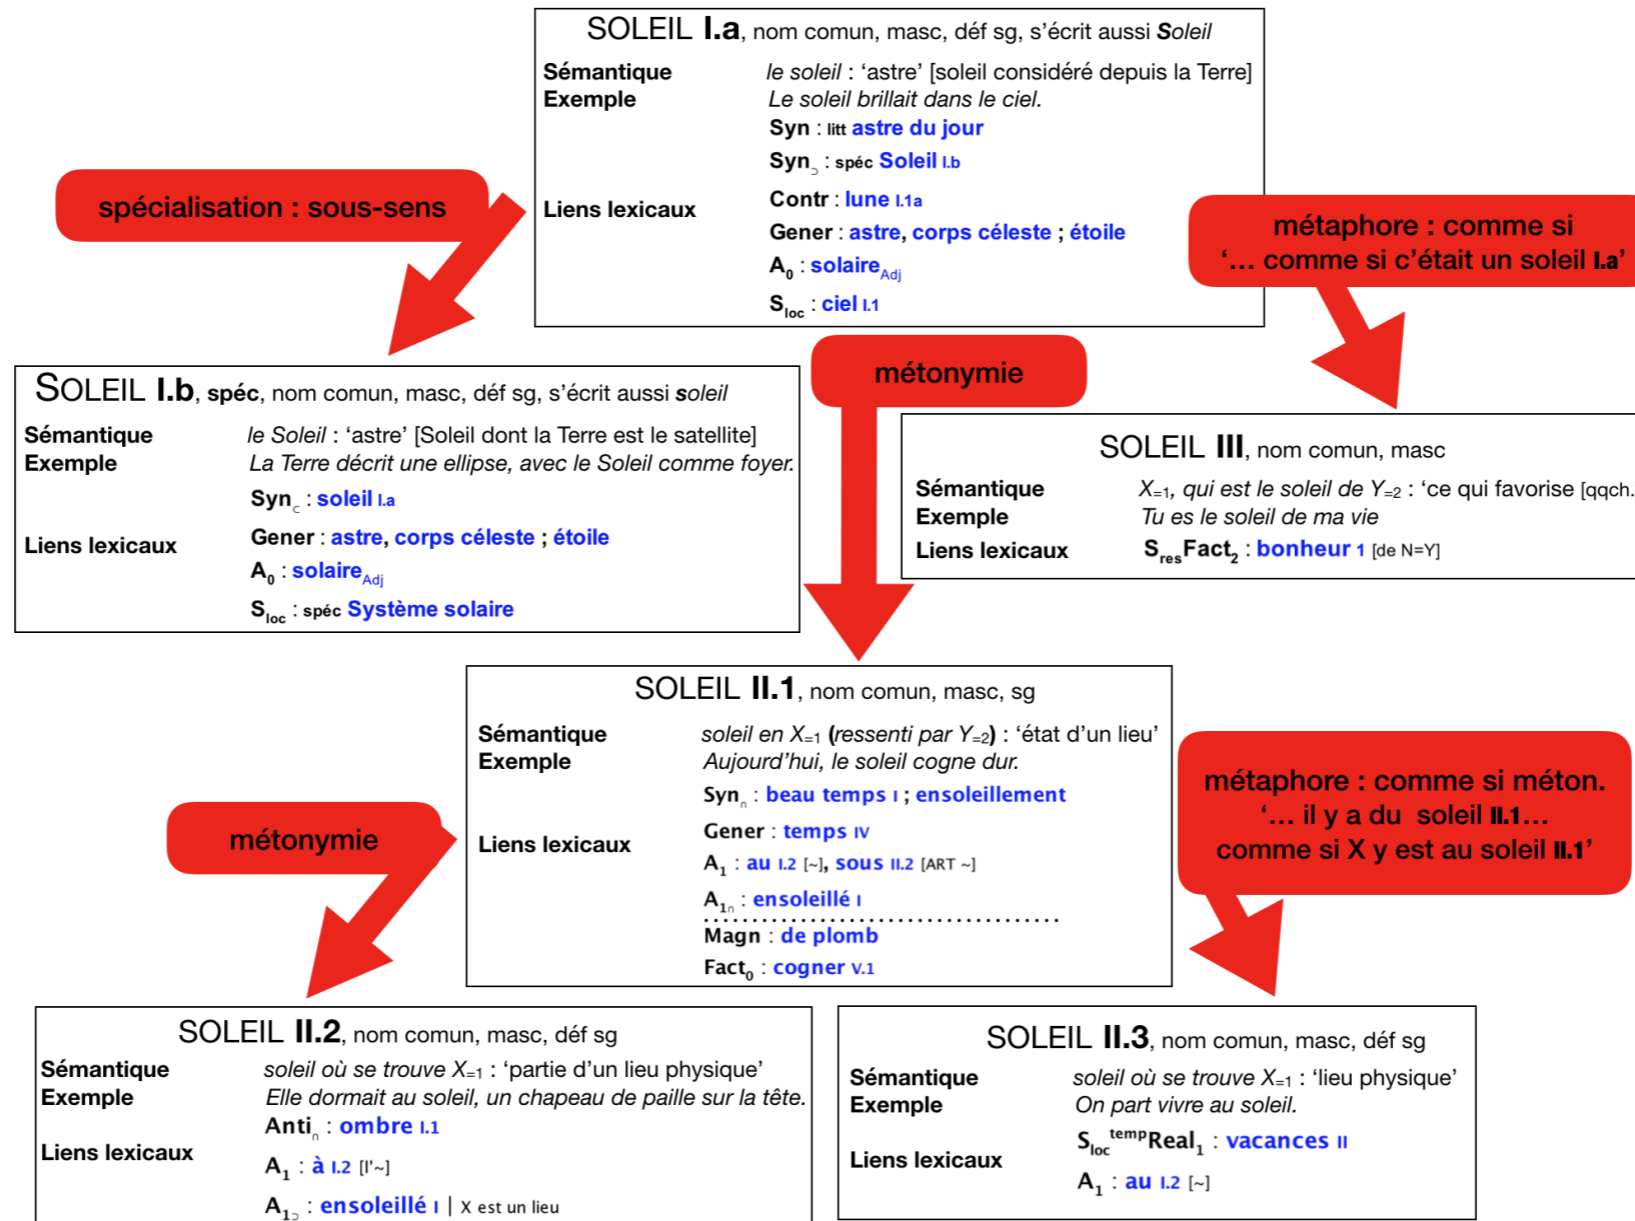 SOLEIL I.a, nom comun, masc, déf sg, s'écrit aussi Soleil
Sémantique le soleil : ‘astre’ [soleil considéré depuis la Terre]
Exemple Le soleil brillait dans le ciel.
Syn : litt astre du jour
Syn⊃ : spéc Soleil I.b
Liens lexicaux Contr : lune I.1a
Gener : astre, corps céleste ; étoile
A0 : solaireAdj
Sloc : ciel I.1
spécialisation : sous-sens
métaphore : comme si
‘… comme si c’était un soleil I.a’
métonymie
SOLEIL I.b, spéc, nom comun, masc, déf sg, s'écrit aussi soleil
Sémantique le Soleil : ‘astre’ [Soleil dont la Terre est le satellite]
Exemple La Terre décrit une ellipse, avec le Soleil comme foyer.
Syn⊂ : soleil I.a
Liens lexicaux Gener : astre, corps céleste ; étoile
A0 : solaireAdj
Sloc : spéc Système solaire
SOLEIL III, nom comun, masc
Sémantique X=1, qui est le soleil de Y=2 : ‘ce qui favorise [qqch.
Exemple Tu es le soleil de ma vie
Liens lexicaux SresFact2 : bonheur 1 [de N=Y]
SOLEIL II.1, nom comun, masc, sg
Sémantique soleil en X=1 (ressenti par Y=2) : ‘état d’un lieu’
Exemple Aujourd’hui, le soleil cogne dur.
Syn∩ : beau temps I ; ensoleillement
Liens lexicaux Gener : temps IV
A1 : au I.2 [~], sous II.2 [ART ~]
A1∩ : ensoleillé I
Magn : de plomb
Fact0 : cogner V.1
métonymie
métaphore : comme si méton.
‘… il y a du soleil II.1…
comme si X y est au soleil II.1’
SOLEIL II.2, nom comun, masc, déf sg
Sémantique soleil où se trouve X=1 : ‘partie d’un lieu physique’
Exemple Elle dormait au soleil, un chapeau de paille sur la tête.
Liens lexicaux Anti∩ : ombre I.1
A1 : à I.2 [l’~]
A1⊃ : ensoleillé I | X est un lieu
SOLEIL II.3, nom comun, masc, déf sg
Sémantique soleil où se trouve X=1 : ‘lieu physique’
Exemple On part vivre au soleil.
Liens lexicaux SloctempReal1 : vacances II
A1 : au I.2 [~]